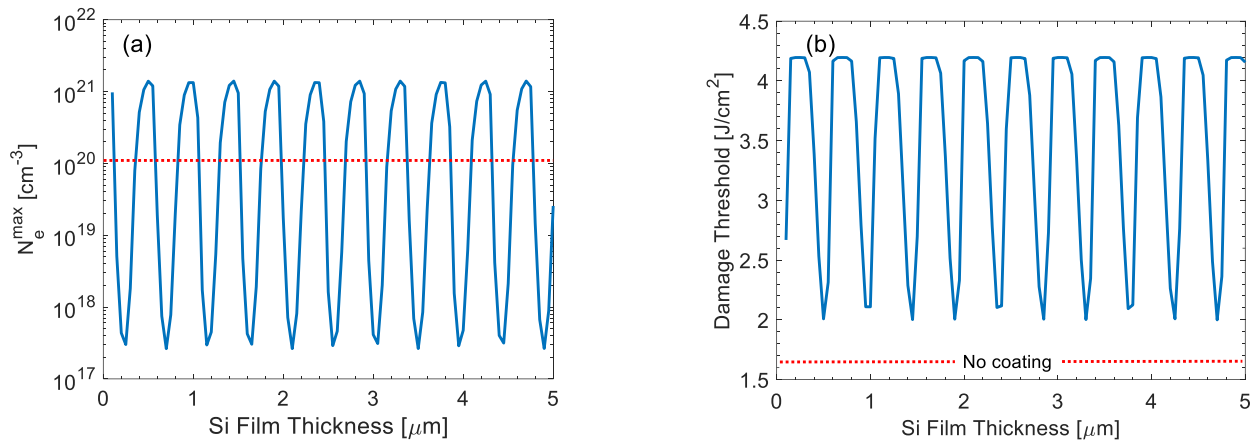 (a)
10^22
10^21
10^20
10^19
10^18
10^17
N_e^max [cm^-3]
0 1 2 3 4 5
Si Film Thickness [μm]
(b)
4.5
4
3.5
3
2.5
2
1.5
Damage Threshold [J/cm^2]
No coating
0 1 2 3 4 5
Si Film Thickness [μm]